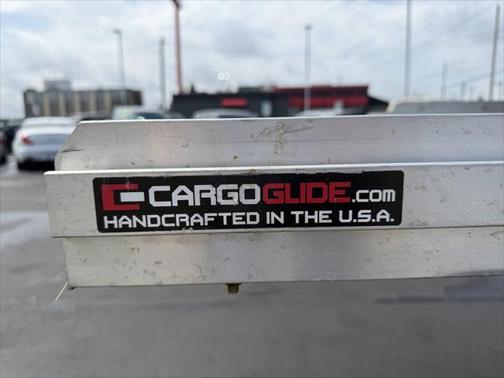 CARGOGLIDE.com
HANDCRAFTED IN THE U.S.A.